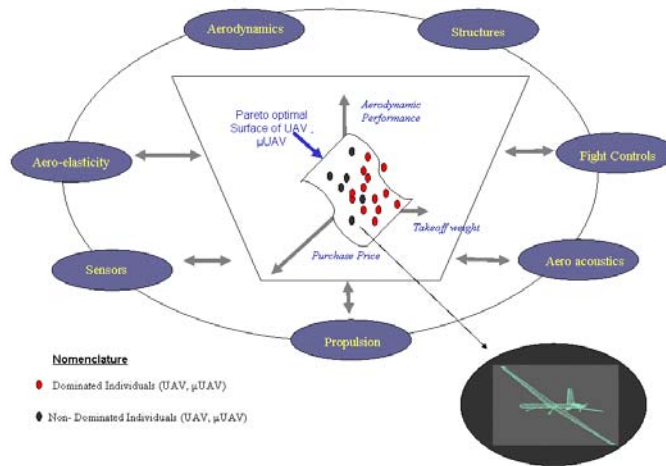 Aerodynamics
Structures
Pareto optimal
Surface of UAV ,
μUAV
Aerodynamic
Performance
Aero-elasticity
Fight Controls
Takeoff weight
Purchase Price
Sensors
Aero acoustics
Propulsion
Nomenclature
Dominated Individuals (UAV, μUAV)
Non- Dominated Individuals (UAV, μUAV)